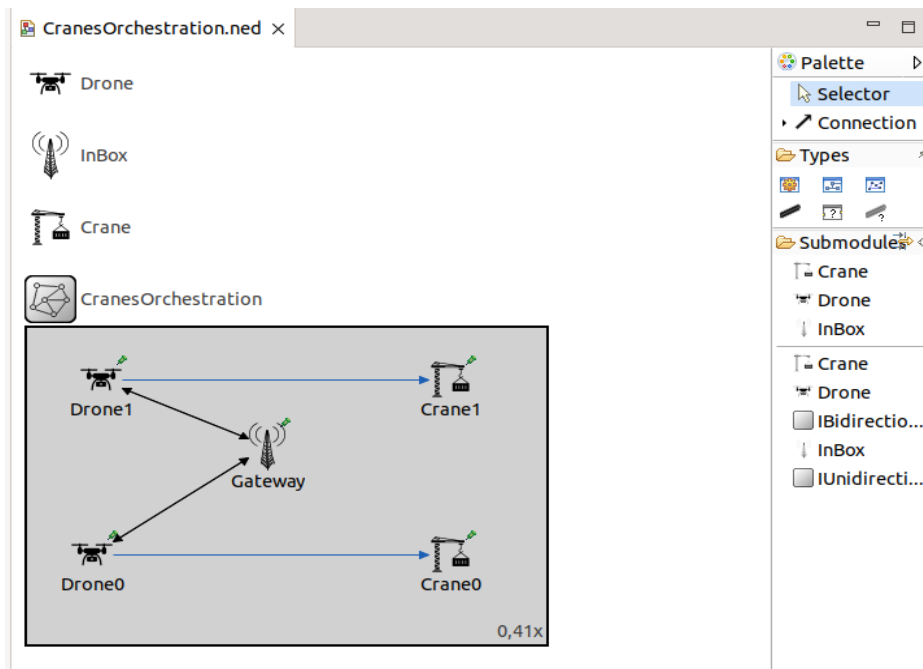 CranesOrchestration.ned
Drone
InBox
Crane
CranesOrchestration
Drone1
Crane1
Gateway
Drone0
Crane0
0,41x
Palette
Selector
Connection
Types
?
?
Submodules
Crane
Drone
InBox
Crane
Drone
IBidirectio...
InBox
IUnidirecti...